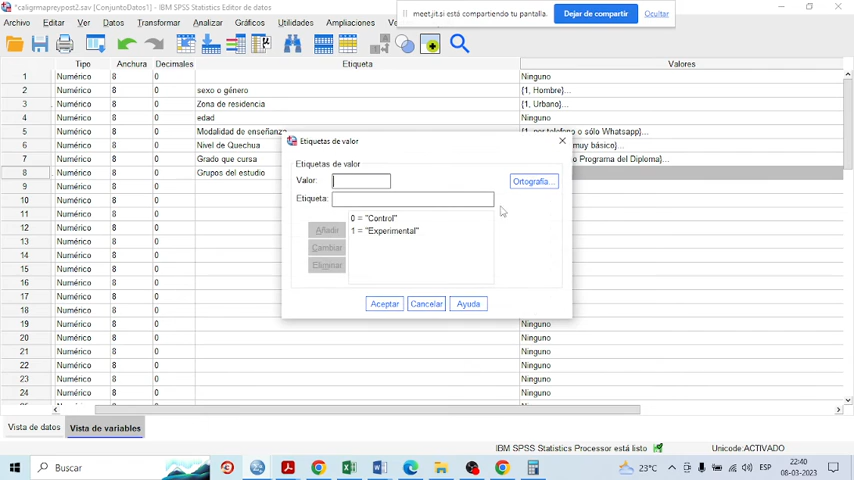 *caligrmapreypost2.sav [ConjuntoDatos1] - IBM SPSS Statistics Editor de datos
meet.jit.si está compartiendo tu pantalla.
Dejar de compartir
Ocultar
Archivo Editar Ver Datos Transformar Analizar Gráficos Utilidades Ampliaciones
Tipo Anchura Decimales Etiqueta Valores
1 Numérico 8 0 Ninguno
2 Numérico 8 0 sexo o género {1, Hombre}...
3 Numérico 8 0 Zona de residencia {1, Urbano}...
4 Numérico 8 0 edad Ninguno
5 Numérico 8 0 Modalidad de enseñanza {1, por telefono o sólo Whatsapp}...
6 Numérico 8 0 Nivel de Quechua muy básico}...
7 Numérico 8 0 Grado que cursa o Programa del Diploma}...
8 Numérico 8 0 Grupos del estudio
9 Numérico 8 0
10 Numérico 8 0
11 Numérico 8 0
12 Numérico 8 0
13 Numérico 8 0
14 Numérico 8 0
15 Numérico 8 0
16 Numérico 8 0
17 Numérico 8 0
18 Numérico 8 0
19 Numérico 8 0 Ninguno
20 Numérico 8 0 Ninguno
21 Numérico 8 0 Ninguno
22 Numérico 8 0 Ninguno
23 Numérico 8 0 Ninguno
24 Numérico 8 0 Ninguno
Etiquetas de valor
Etiquetas de valor
Valor:
Ortografía...
Etiqueta:
0 = "Control"
1 = "Experimental"
Añadir
Cambiar
Eliminar
Aceptar Cancelar Ayuda
Vista de datos Vista de variables
IBM SPSS Statistics Processor está listo Unicode:ACTIVADO
Buscar
23°C
ESP
22:40
08-03-2023